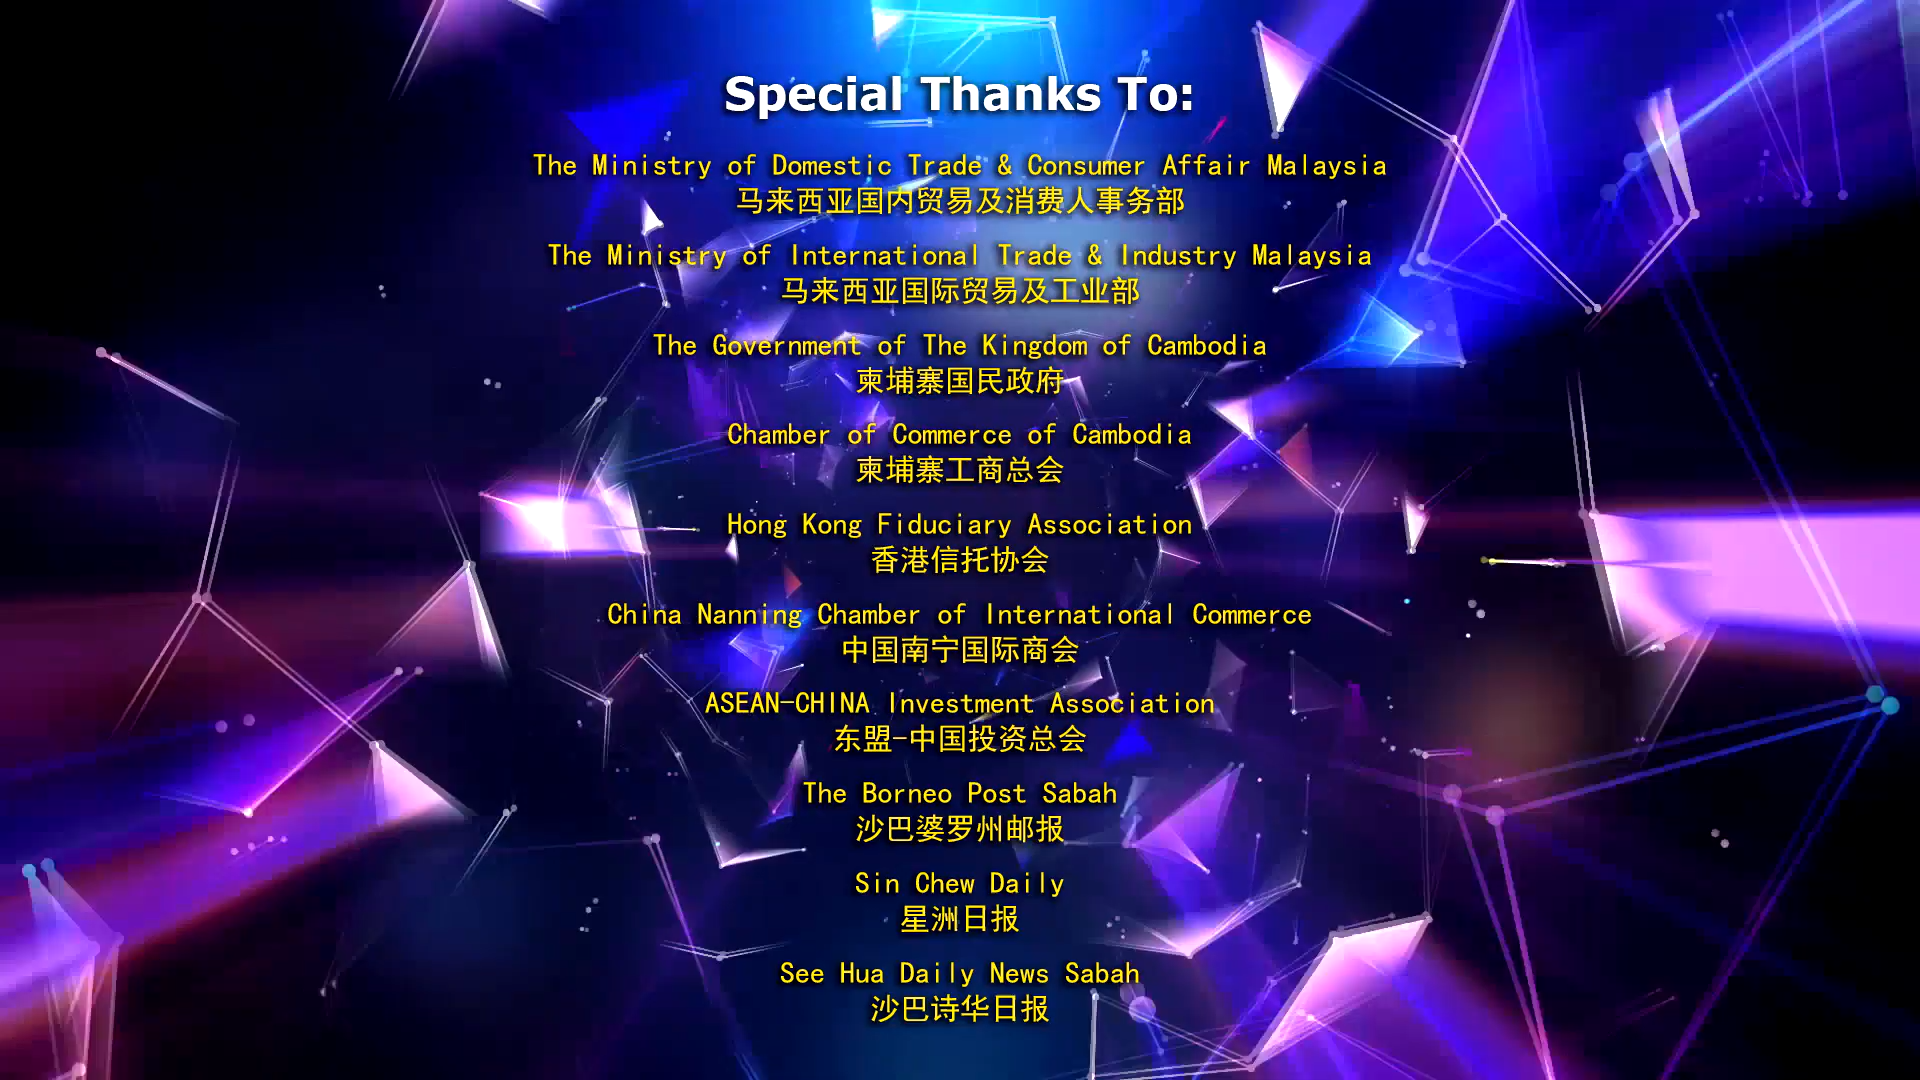 Special Thanks To:
The Ministry of Domestic Trade & Consumer Affair Malaysia
马来西亚国内贸易及消费人事务部
The Ministry of International Trade & Industry Malaysia
马来西亚国际贸易及工业部
The Government of The Kingdom of Cambodia
柬埔寨国民政府
Chamber of Commerce of Cambodia
柬埔寨工商总会
Hong Kong Fiduciary Association
香港信托协会
China Nanning Chamber of International Commerce
中国南宁国际商会
ASEAN-CHINA Investment Association
东盟-中国投资总会
The Borneo Post Sabah
沙巴婆罗州邮报
Sin Chew Daily
星洲日报
See Hua Daily News Sabah
沙巴诗华日报